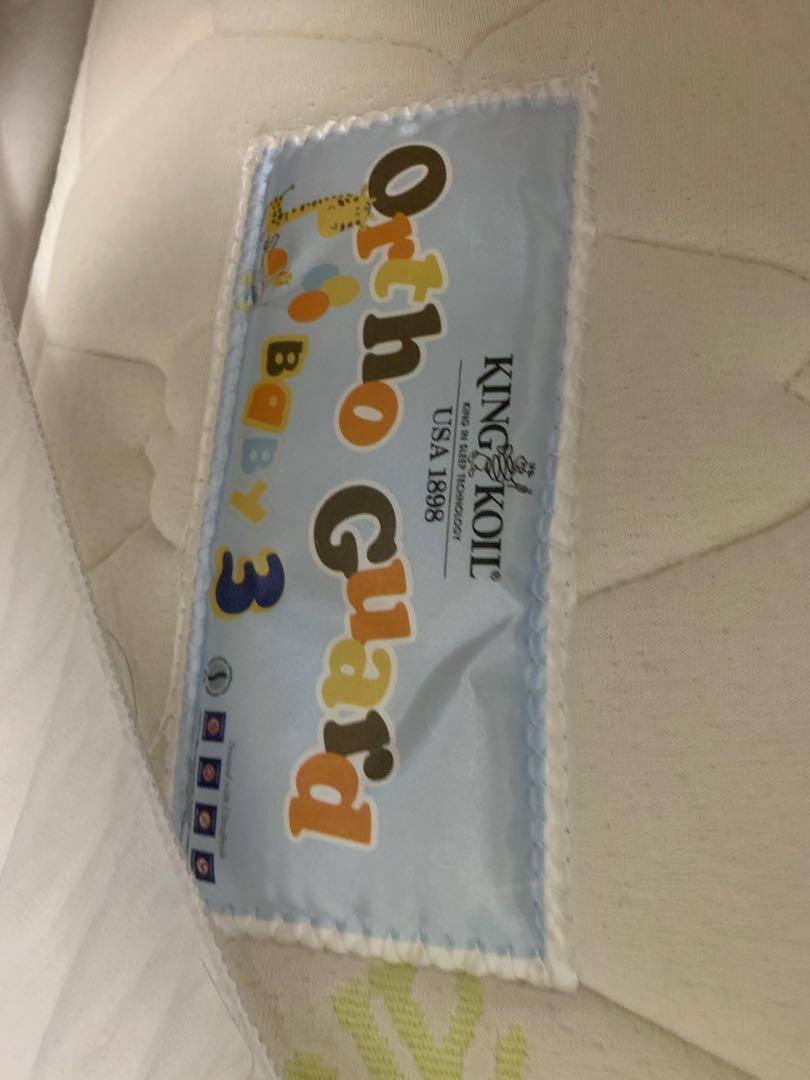 KING KOIL®
KING IN SLEEP TECHNOLOGY
USA 1898
Ortho Guard
BaBy 3